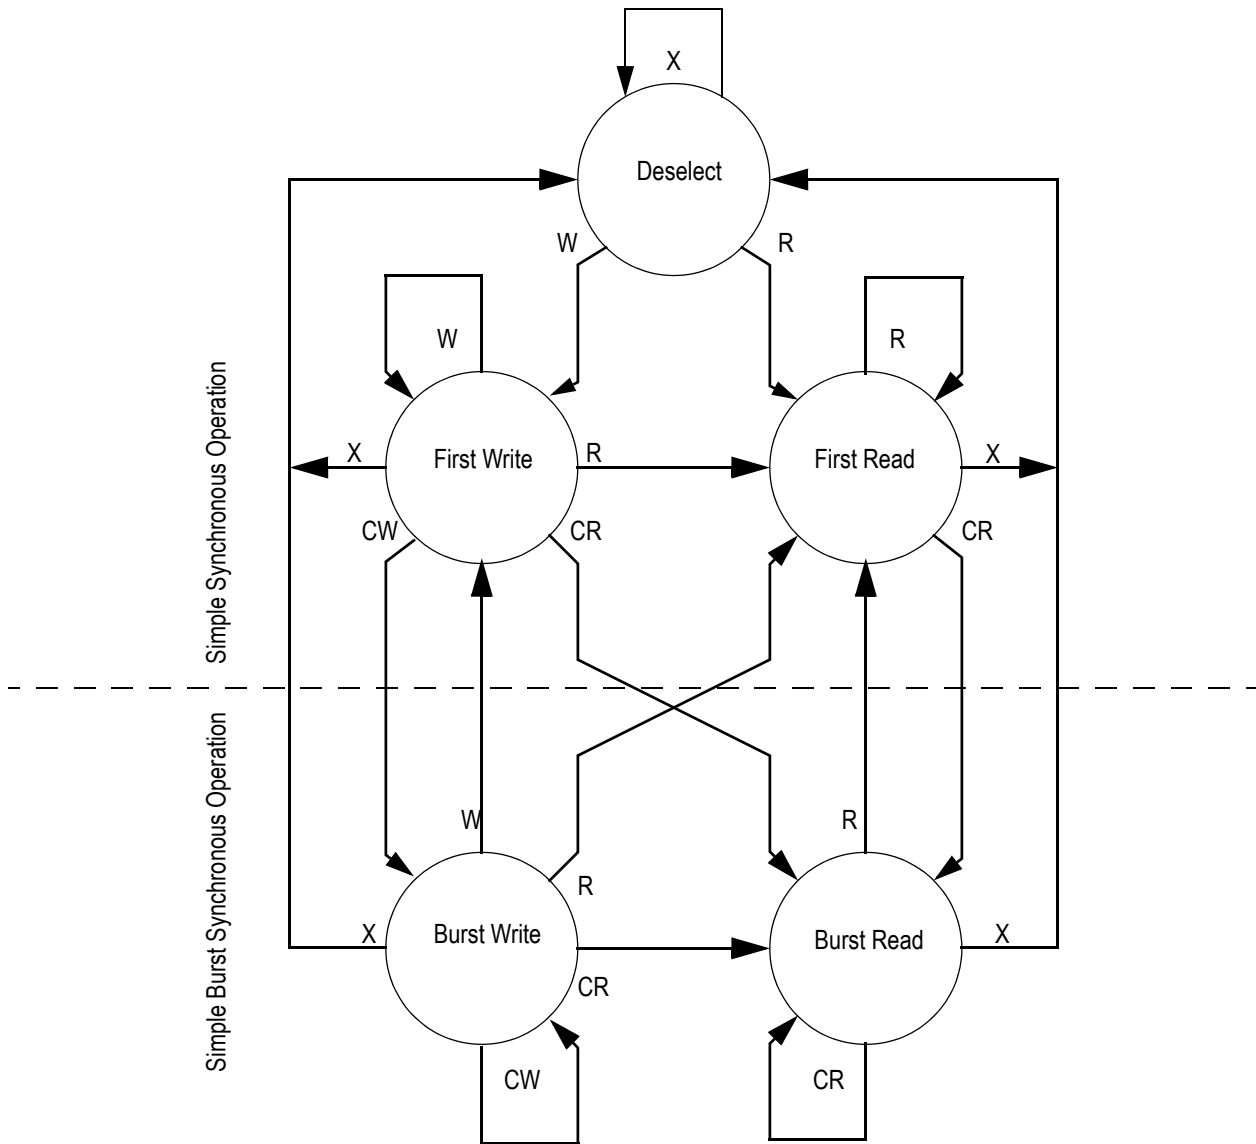 X
Deselect
W
R
W
R
Simple Synchronous Operation
X
First Write
R
First Read
X
CW
CR
CR
Simple Burst Synchronous Operation
W
R
R
X
Burst Write
Burst Read
X
CR
CW
CR